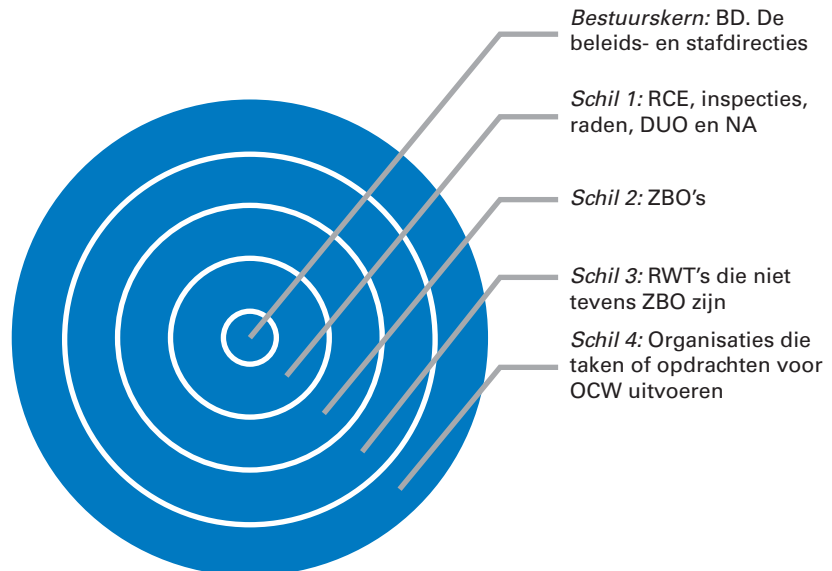 Bestuurskern: BD. De
beleids- en stafdirecties
Schil 1: RCE, inspecties,
raden, DUO en NA
Schil 2: ZBO's
Schil 3: RWT's die niet
tevens ZBO zijn
Schil 4: Organisaties die
taken of opdrachten voor
OCW uitvoeren